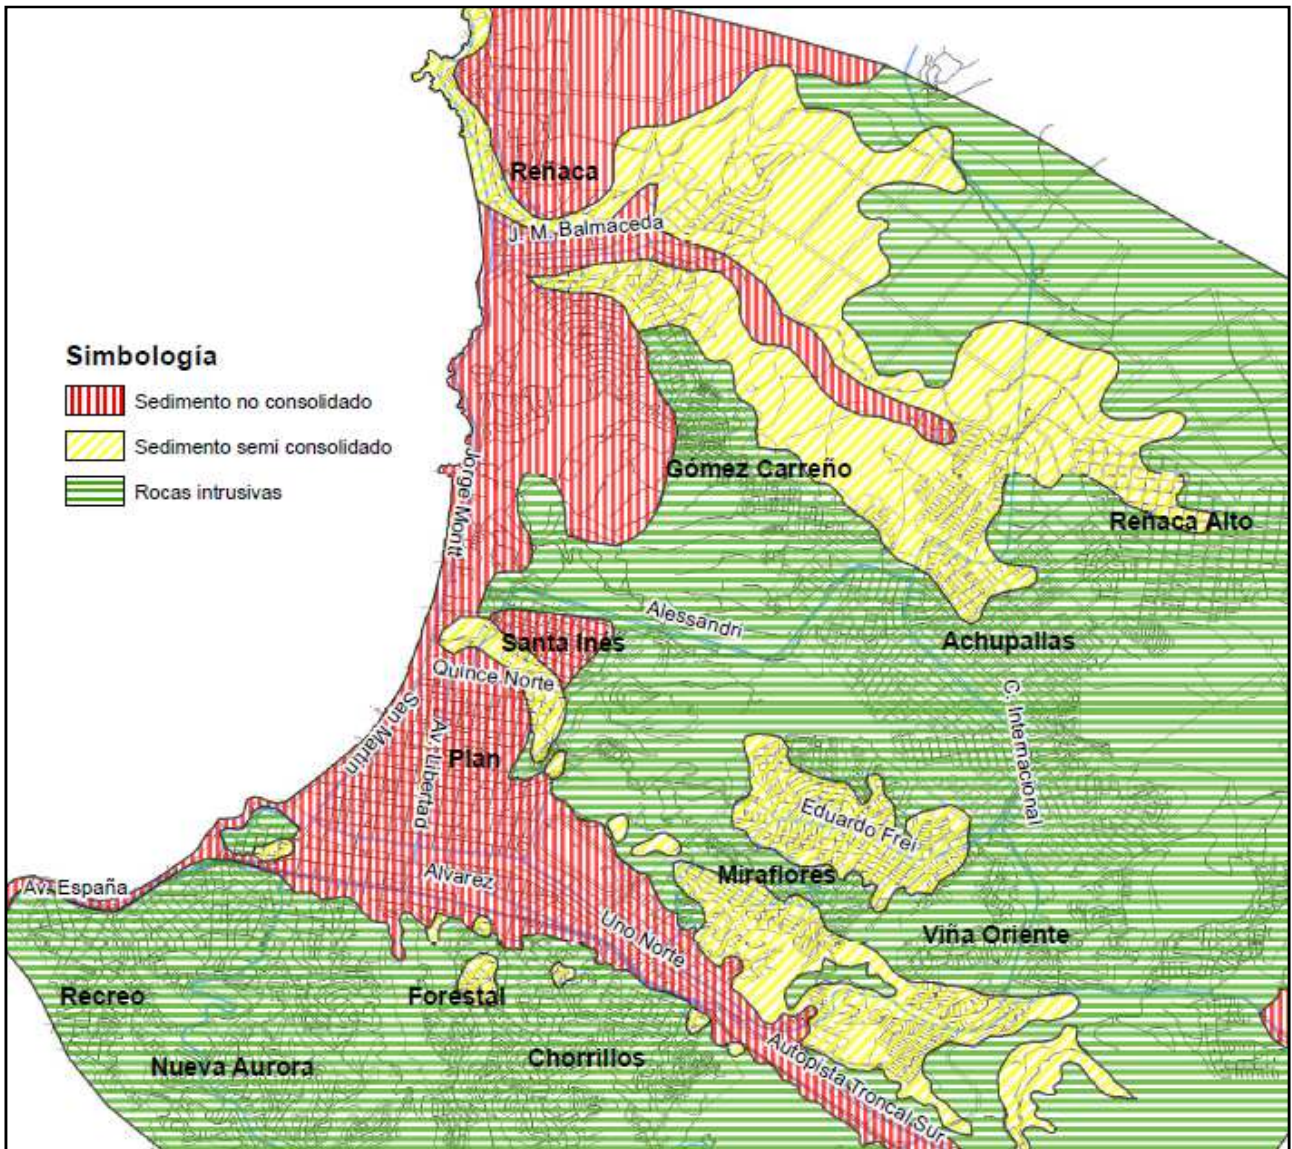 Reñaca
J. M. Balmaceda
Simbología
Sedimento no consolidado
Sedimento semi consolidado
Rocas intrusivas
Jorge Montt
Gómez Carreño
Reñaca Alto
Alessandri
Santa Inés
Achupallas
Quince Norte
San Martín
Av. Libertad
Plan
C. Internacional
Eduardo Frei
Av. España
Alvarez
Miraflores
Uno Norte
Viña Oriente
Recreo
Forestal
Nueva Aurora
Chorrillos
Autopista Troncal Sur